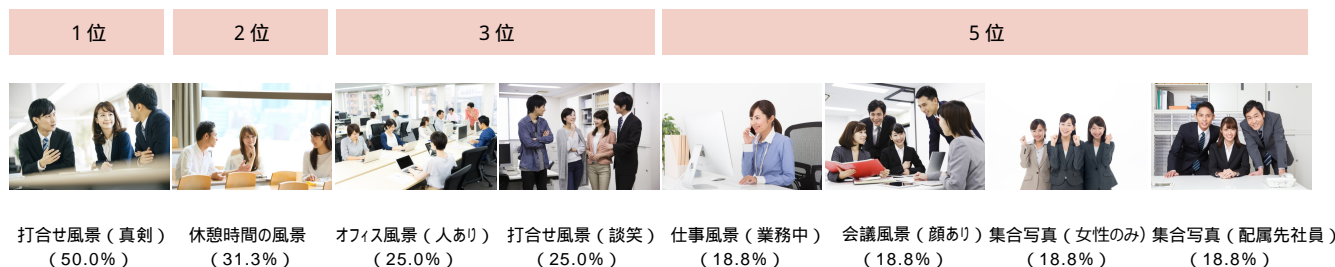 1位
2位
3位
5位
打合せ風景(真剣)
(50.0%)
休憩時間の風景
(31.3%)
オフィス風景(人あり)
(25.0%)
打合せ風景(談笑)
(25.0%)
仕事風景(業務中)
(18.8%)
会議風景(顔あり)
(18.8%)
集合写真(女性のみ)
(18.8%)
集合写真(配属先社員)
(18.8%)